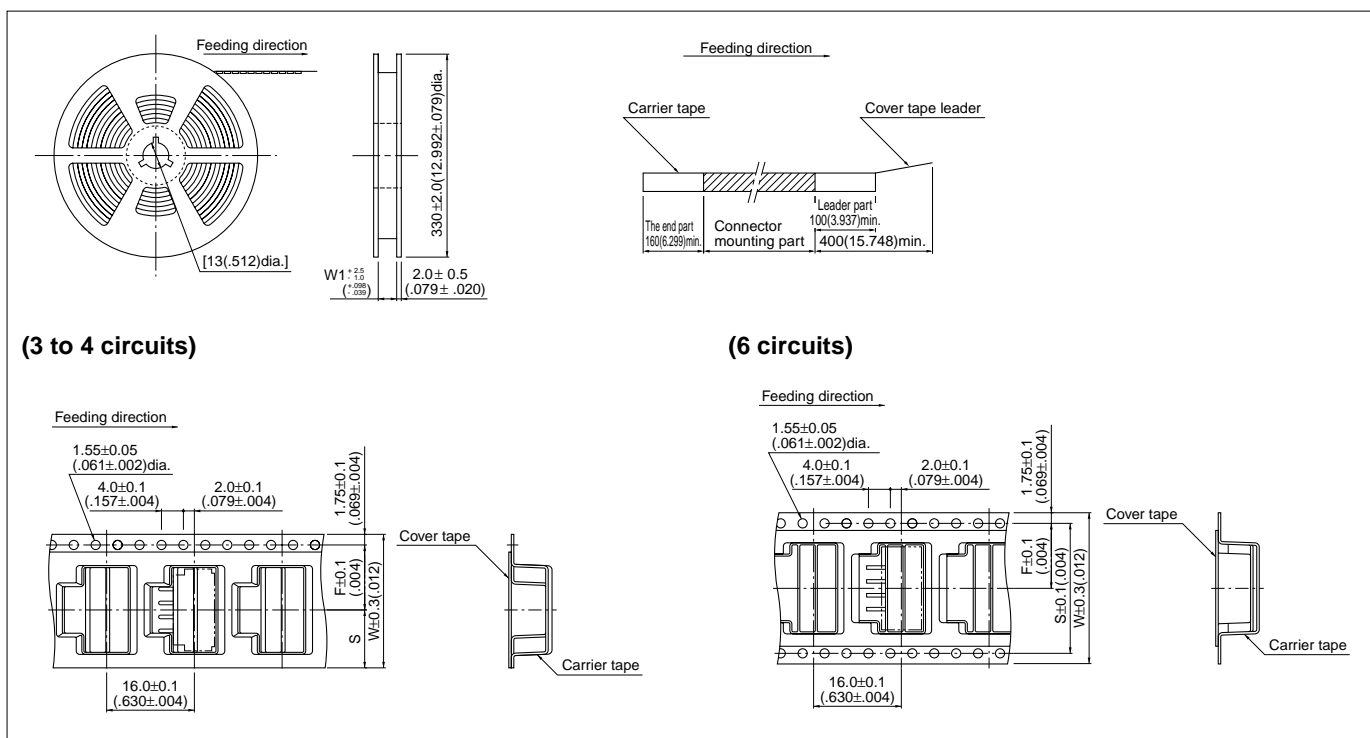 Feeding direction
330±2.0(12.992±.079)dia.
[13(.512)dia.]
W1 +2.5 -1.0
(+.098 -.039)
2.0± 0.5
(.079± .020)
Feeding direction
Carrier tape
Cover tape leader
The end part
160(6.299)min.
Connector
mounting part
Leader part
100(3.937)min.
400(15.748)min.
(3 to 4 circuits)
Feeding direction
1.55±0.05
(.061±.002)dia.
4.0±0.1
(.157±.004)
2.0±0.1
(.079±.004)
1.75±0.1
(.069±.004)
F±0.1
(.004)
S
W±0.3(.012)
16.0±0.1
(.630±.004)
Cover tape
Carrier tape
(6 circuits)
Feeding direction
1.55±0.05
(.061±.002)dia.
4.0±0.1
(.157±.004)
2.0±0.1
(.079±.004)
1.75±0.1
(.069±.004)
F±0.1
(.004)
S±0.1(.004)
W±0.3(.012)
16.0±0.1
(.630±.004)
Cover tape
Carrier tape